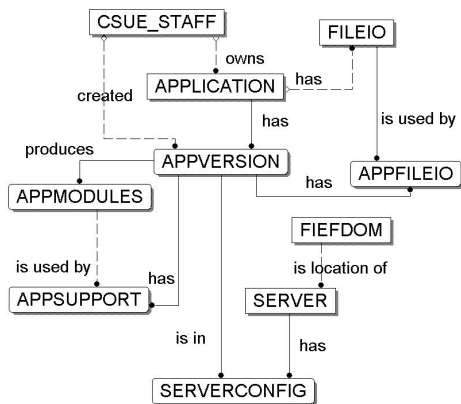 CSUE_STAFF
FILEIO
owns
APPLICATION
has
created
has
is used by
produces
APPVERSION
has
APPFILEIO
APPMODULES
FIEFDOM
is used by
has
is location of
APPSUPPORT
SERVER
is in
has
SERVERCONFIG